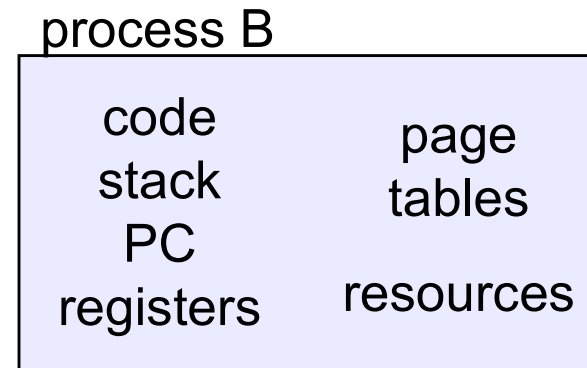 process B
code
stack
PC
registers
page
tables
resources